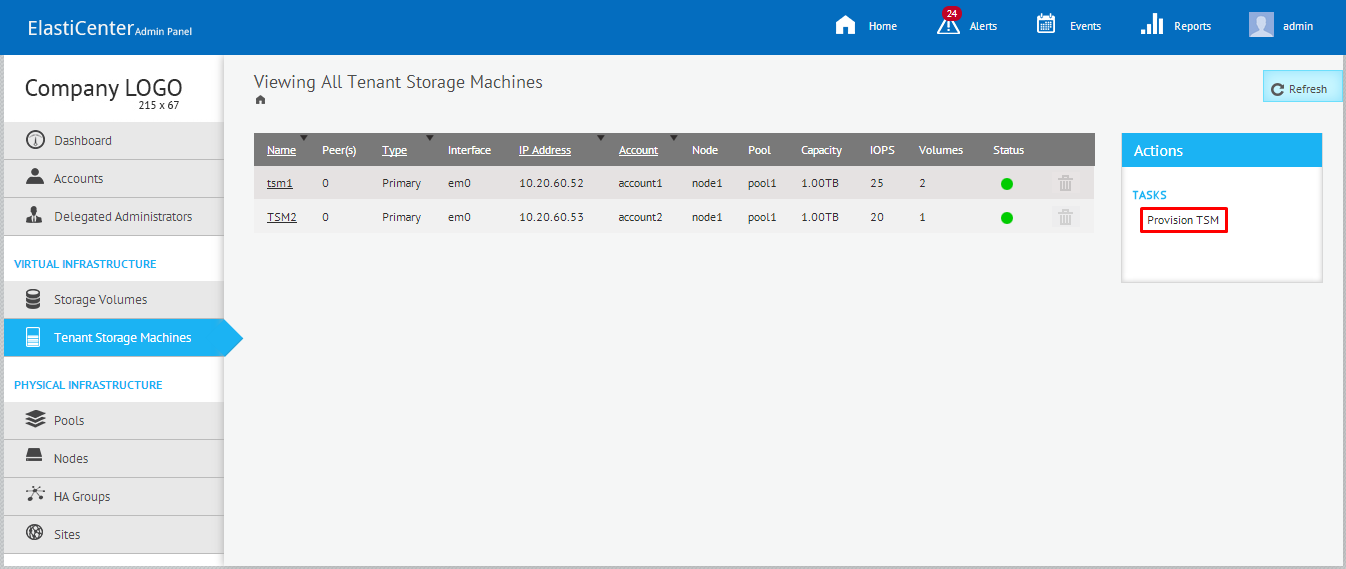 ElastiCenter Admin Panel
Home
24
Alerts
Events
Reports
admin
Company LOGO
215 x 67
Dashboard
Accounts
Delegated Administrators
VIRTUAL INFRASTRUCTURE
Storage Volumes
Tenant Storage Machines
PHYSICAL INFRASTRUCTURE
Pools
Nodes
HA Groups
Sites
Viewing All Tenant Storage Machines
Refresh
Name Peer(s) Type Interface IP Address Account Node Pool Capacity IOPS Volumes Status
tsm1 0 Primary em0 10.20.60.52 account1 node1 pool1 1.00TB 25 2
TSM2 0 Primary em0 10.20.60.53 account2 node1 pool1 1.00TB 20 1
Actions
TASKS
Provision TSM